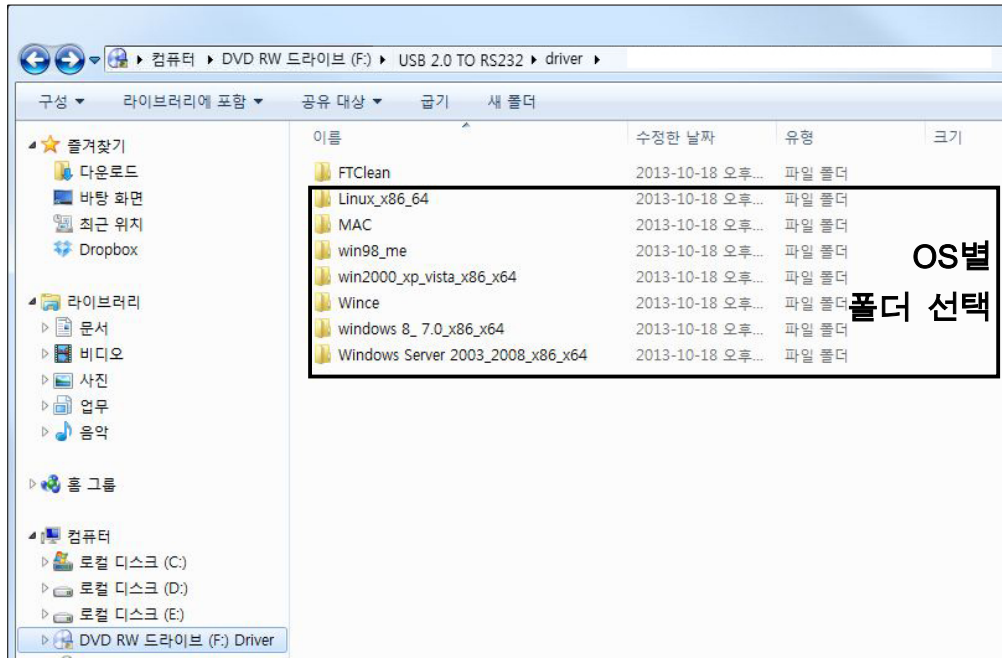 컴퓨터 ▸ DVD RW 드라이브 (F:) ▸ USB 2.0 TO RS232 ▸ driver ▸
구성 ▼ 라이브러리에 포함 ▼ 공유 대상 ▼ 굽기 새 폴더
즐겨찾기
다운로드
바탕 화면
최근 위치
Dropbox
라이브러리
문서
비디오
사진
업무
음악
홈 그룹
컴퓨터
로컬 디스크 (C:)
로컬 디스크 (D:)
로컬 디스크 (E:)
DVD RW 드라이브 (F:) Driver
이름 수정한 날짜 유형 크기
FTClean 2013-10-18 오후... 파일 폴더
Linux_x86_64 2013-10-18 오후... 파일 폴더
MAC 2013-10-18 오후... 파일 폴더
win98_me 2013-10-18 오후... 파일 폴더
win2000_xp_vista_x86_x64 2013-10-18 오후... 파일 폴더
Wince 2013-10-18 오후... 파일 폴더
windows 8_ 7.0_x86_x64 2013-10-18 오후... 파일 폴더
Windows Server 2003_2008_x86_x64 2013-10-18 오후... 파일 폴더
OS별
폴더 선택